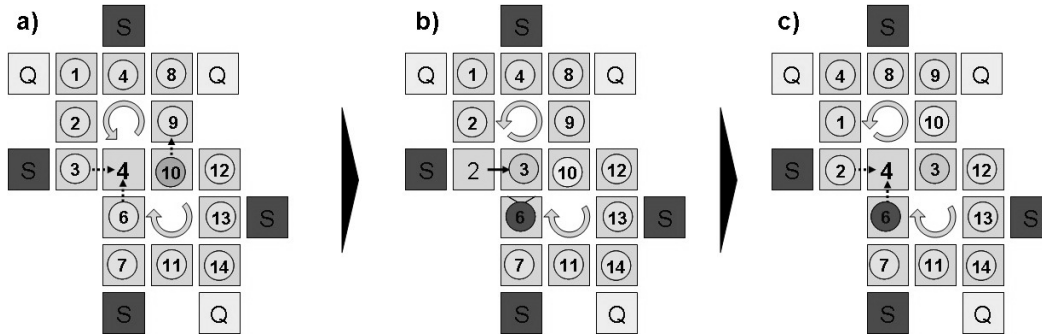 a) S b) S c) S
Q 1 4 8 Q Q 1 4 8 Q Q 4 8 9 Q
2 9 2 9 1 10
S 3 4 10 12 S 2 3 10 12 S 2 4 3 12
6 13 S 6 13 S 6 13 S
7 11 14 7 11 14 7 11 14
S Q S Q S Q